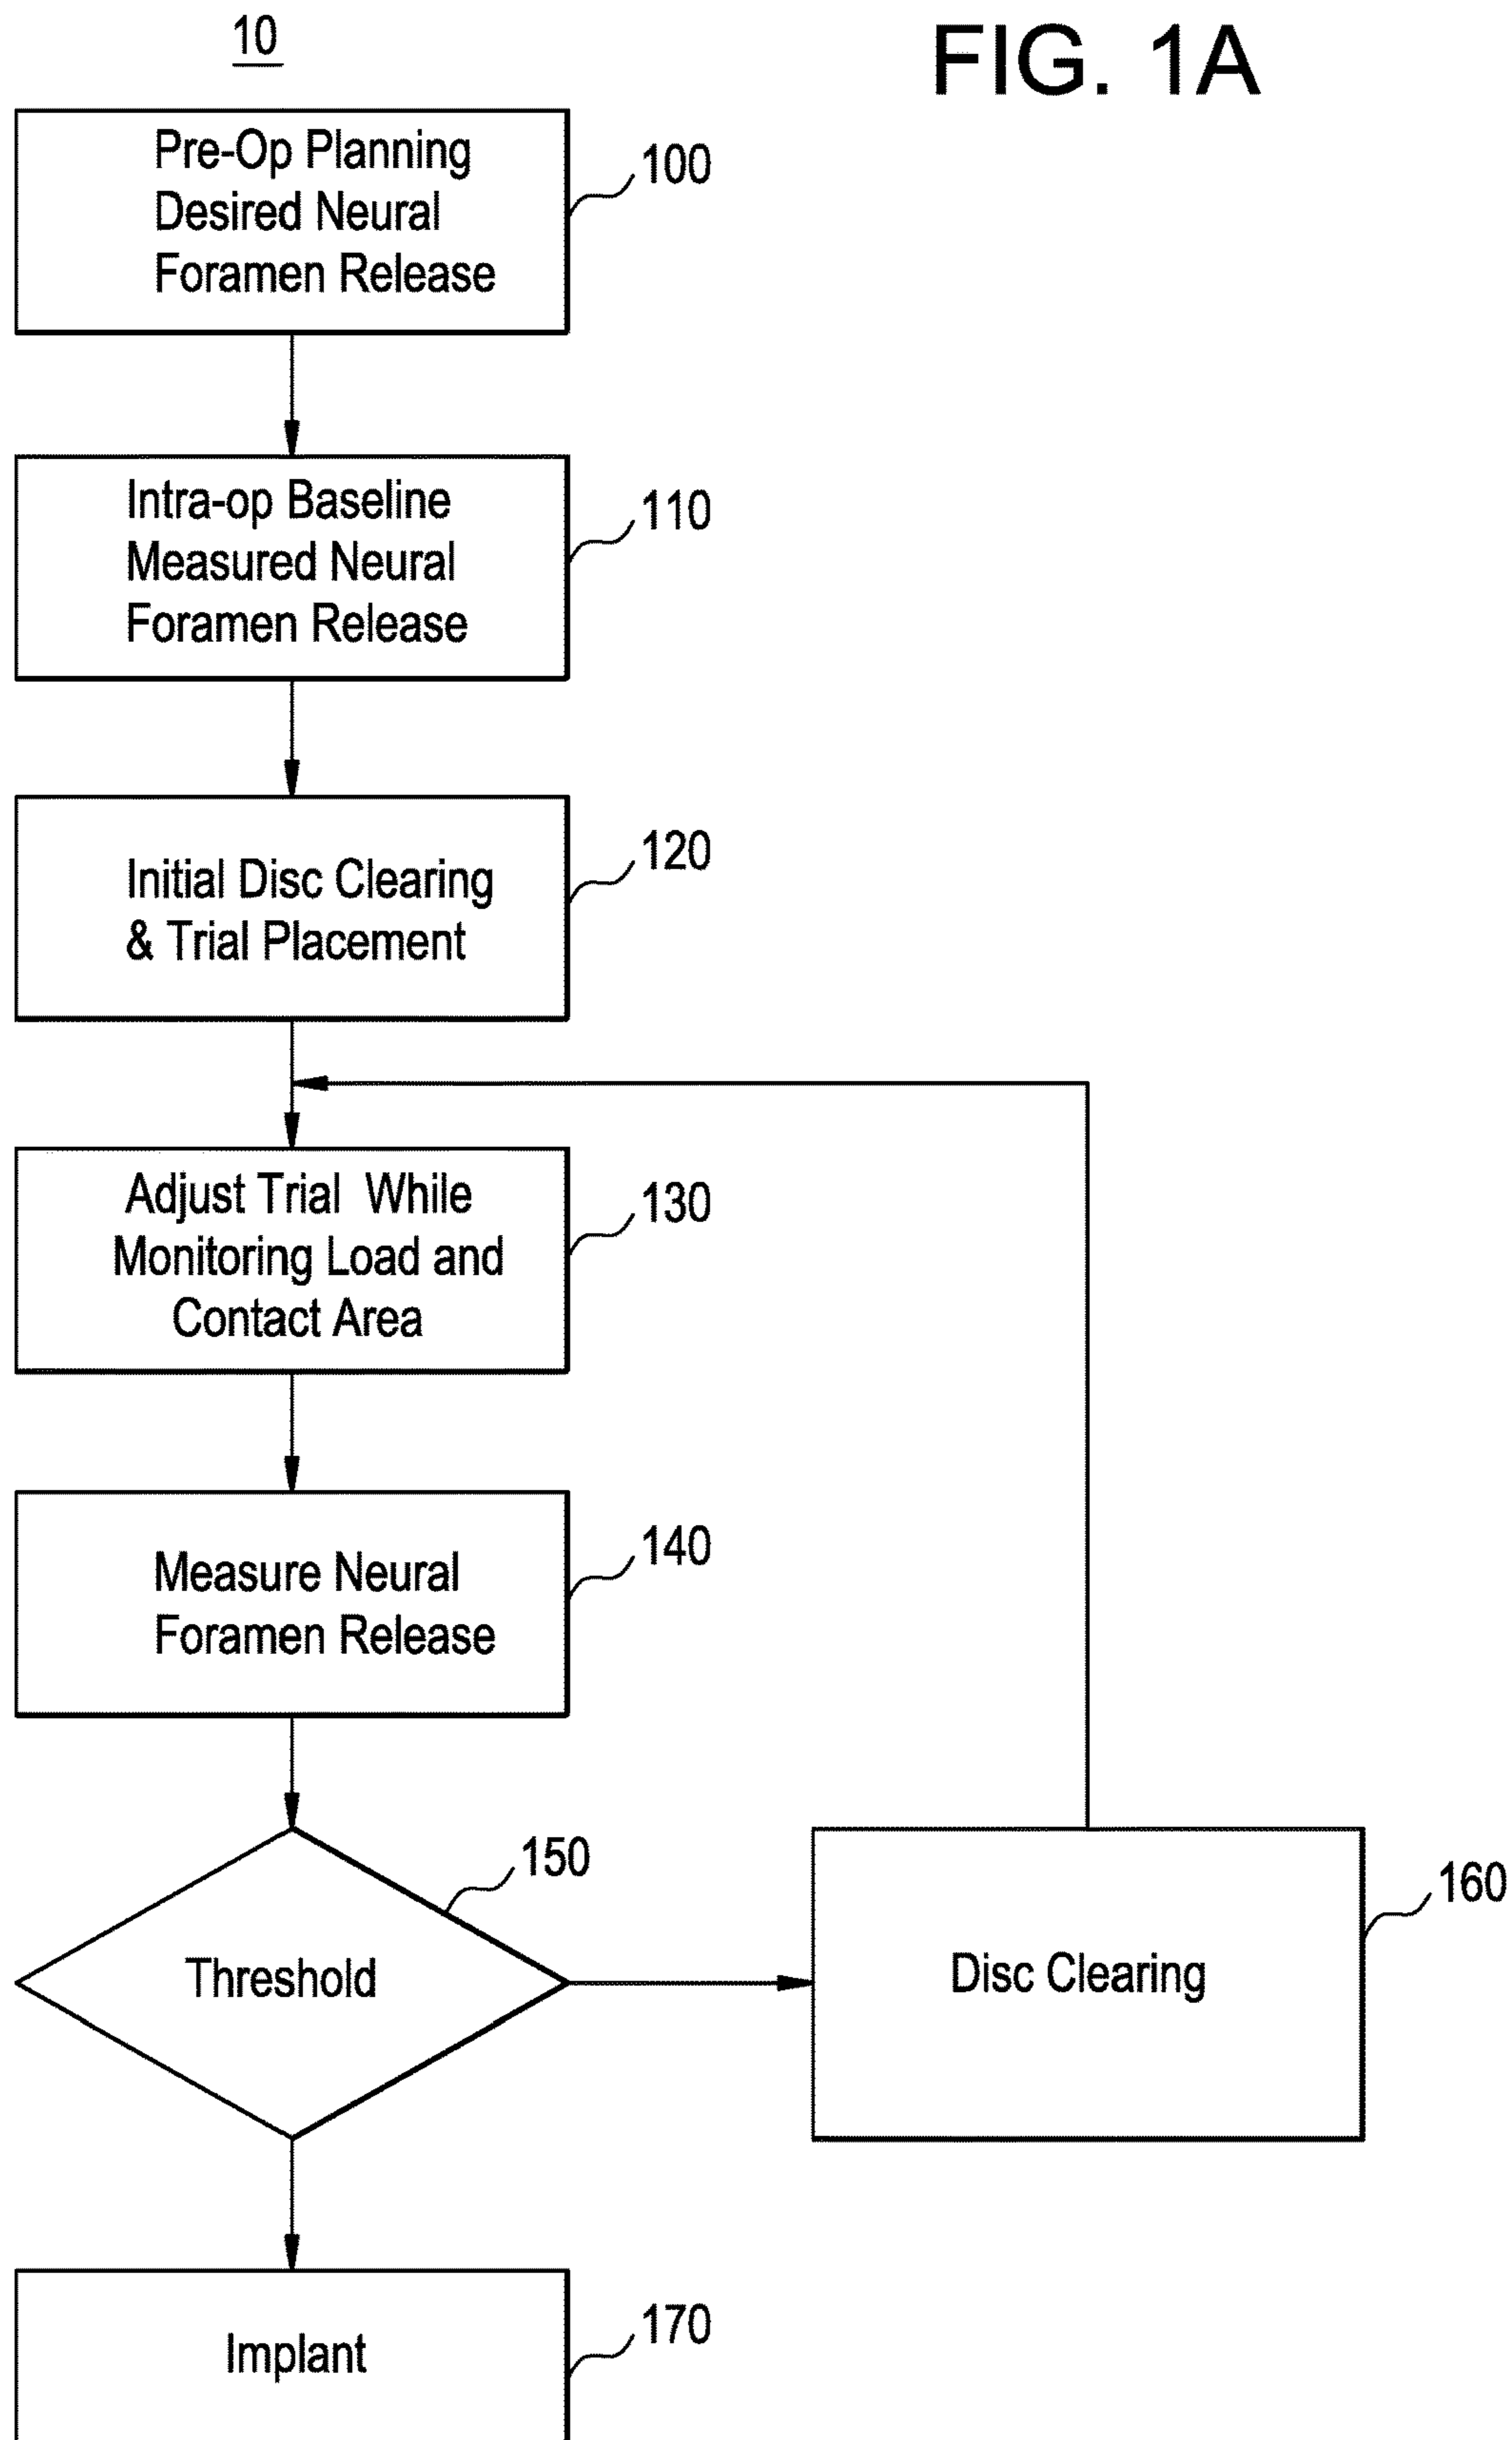 10
FIG. 1A
Pre-Op Planning
Desired Neural
Foramen Release
100
Intra-op Baseline
Measured Neural
Foramen Release
110
Initial Disc Clearing
& Trial Placement
120
Adjust Trial While
Monitoring Load and
Contact Area
130
Measure Neural
Foramen Release
140
Threshold
150
Disc Clearing
160
Implant
170